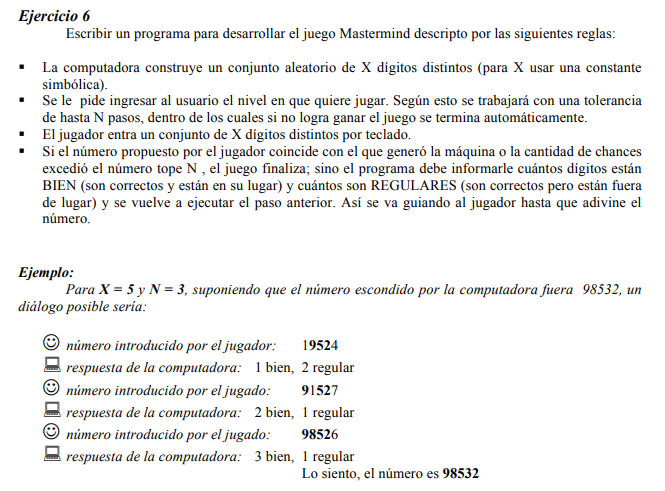 Ejercicio 6
Escribir un programa para desarrollar el juego Mastermind descripto por las siguientes reglas:
▪ La computadora construye un conjunto aleatorio de X dígitos distintos (para X usar una constante
simbólica).
▪ Se le pide ingresar al usuario el nivel en que quiere jugar. Según esto se trabajará con una tolerancia
de hasta N pasos, dentro de los cuales si no logra ganar el juego se termina automáticamente.
▪ El jugador entra un conjunto de X dígitos distintos por teclado.
▪ Si el número propuesto por el jugador coincide con el que generó la máquina o la cantidad de chances
excedió el número tope N , el juego finaliza; sino el programa debe informarle cuántos dígitos están
BIEN (son correctos y están en su lugar) y cuántos son REGULARES (son correctos pero están fuera
de lugar) y se vuelve a ejecutar el paso anterior. Así se va guiando al jugador hasta que adivine el
número.
Ejemplo:
Para X = 5 y N = 3, suponiendo que el número escondido por la computadora fuera 98532, un
diálogo posible sería:
número introducido por el jugador: 19524
respuesta de la computadora: 1 bien, 2 regular
número introducido por el jugado: 91527
respuesta de la computadora: 2 bien, 1 regular
número introducido por el jugado: 98526
respuesta de la computadora: 3 bien, 1 regular
Lo siento, el número es 98532